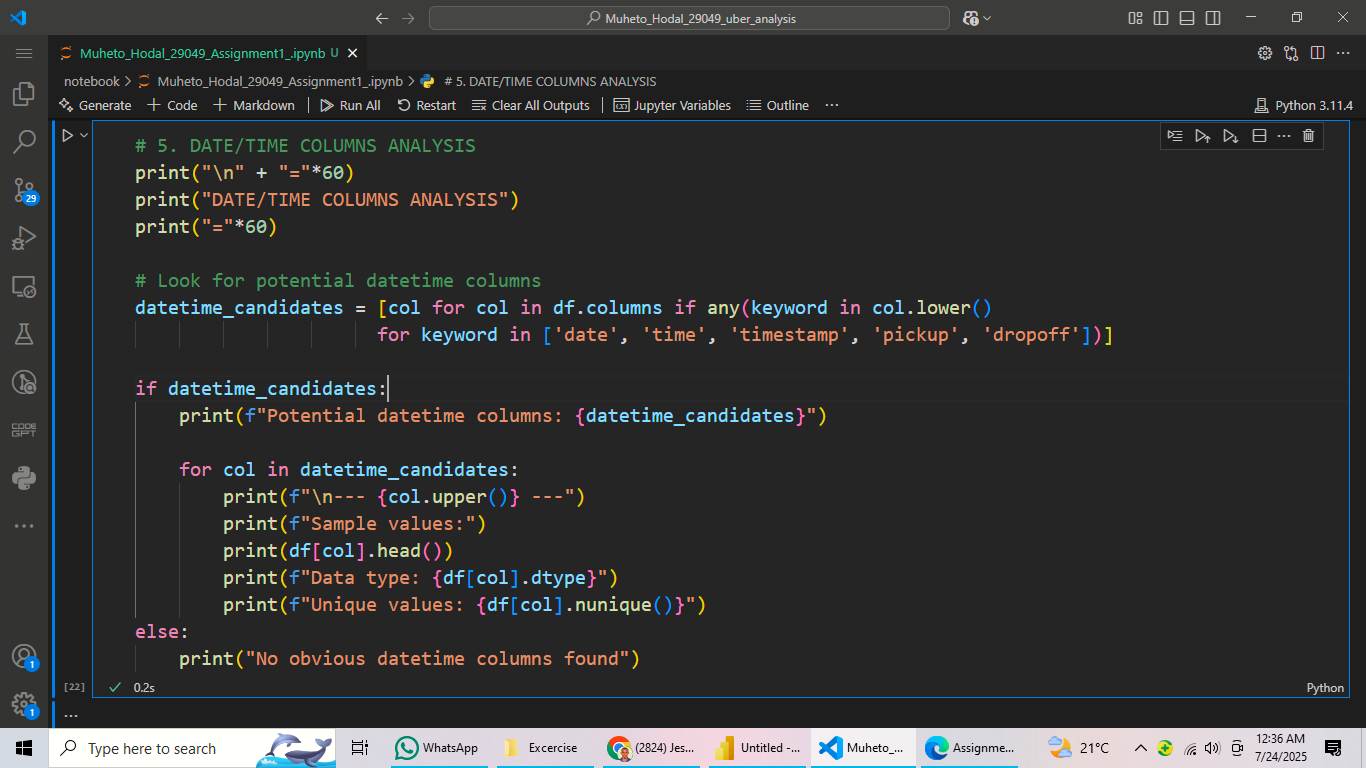 Muheto_Hodal_29049_uber_analysis
Muheto_Hodal_29049_Assignment1_.ipynb U
notebook > Muheto_Hodal_29049_Assignment1_.ipynb > # 5. DATE/TIME COLUMNS ANALYSIS
Generate + Code + Markdown Run All Restart Clear All Outputs Jupyter Variables Outline ... Python 3.11.4
# 5. DATE/TIME COLUMNS ANALYSIS
print("\n" + "="*60)
print("DATE/TIME COLUMNS ANALYSIS")
print("="*60)
# Look for potential datetime columns
datetime_candidates = [col for col in df.columns if any(keyword in col.lower()
for keyword in ['date', 'time', 'timestamp', 'pickup', 'dropoff'])]
if datetime_candidates:
print(f"Potential datetime columns: {datetime_candidates}")
for col in datetime_candidates:
print(f"\n--- {col.upper()} ---")
print(f"Sample values:")
print(df[col].head())
print(f"Data type: {df[col].dtype}")
print(f"Unique values: {df[col].nunique()}")
else:
print("No obvious datetime columns found")
[22] 0.2s Python
...
29
CODE
GPT
1
1
Type here to search
WhatsApp
Excercise
(2824) Jes...
Untitled -...
Muheto_...
Assignme...
21°C
12:36 AM
7/24/2025